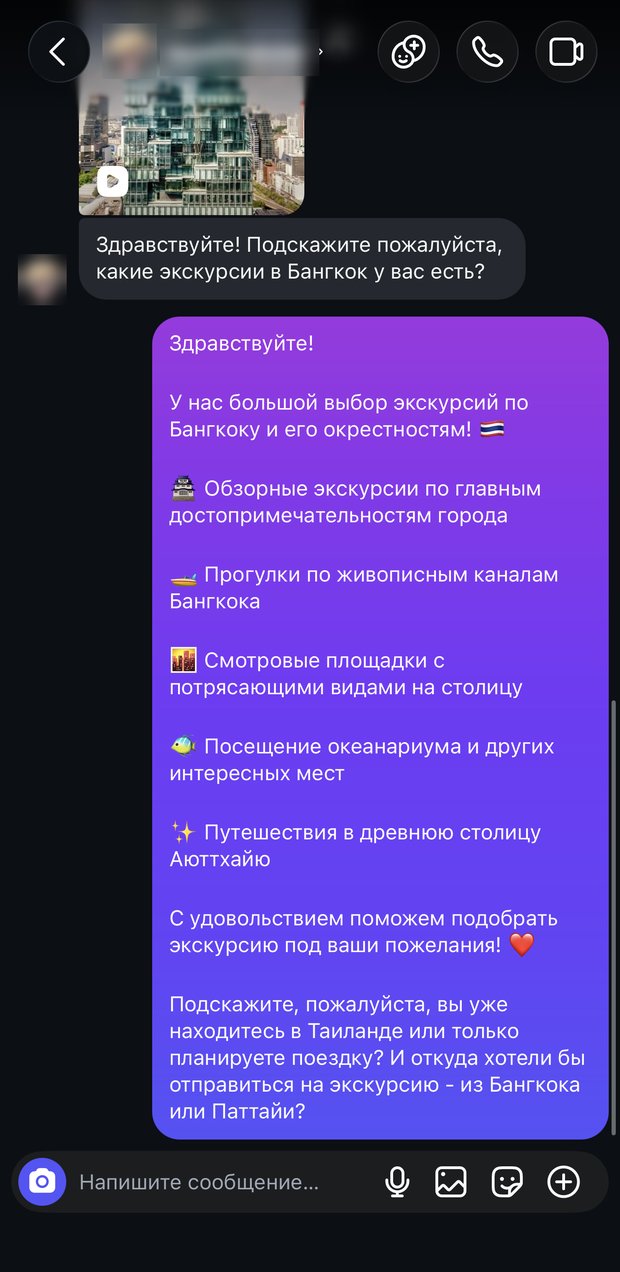 Здравствуйте! Подскажите пожалуйста,
какие экскурсии в Бангкок у вас есть?
Здравствуйте!
У нас большой выбор экскурсий по
Бангкоку и его окрестностям! 🇹🇭
🏯 Обзорные экскурсии по главным
достопримечательностям города
🚤 Прогулки по живописным каналам
Бангкока
🌇 Смотровые площадки с
потрясающими видами на столицу
🐠 Посещение океанариума и других
интересных мест
✨ Путешествия в древнюю столицу
Аюттхайю
С удовольствием поможем подобрать
экскурсию под ваши пожелания! ❤️
Подскажите, пожалуйста, вы уже
находитесь в Таиланде или только
планируете поездку? И откуда хотели бы
отправиться на экскурсию - из Бангкока
или Паттайи?
Напишите сообщение...